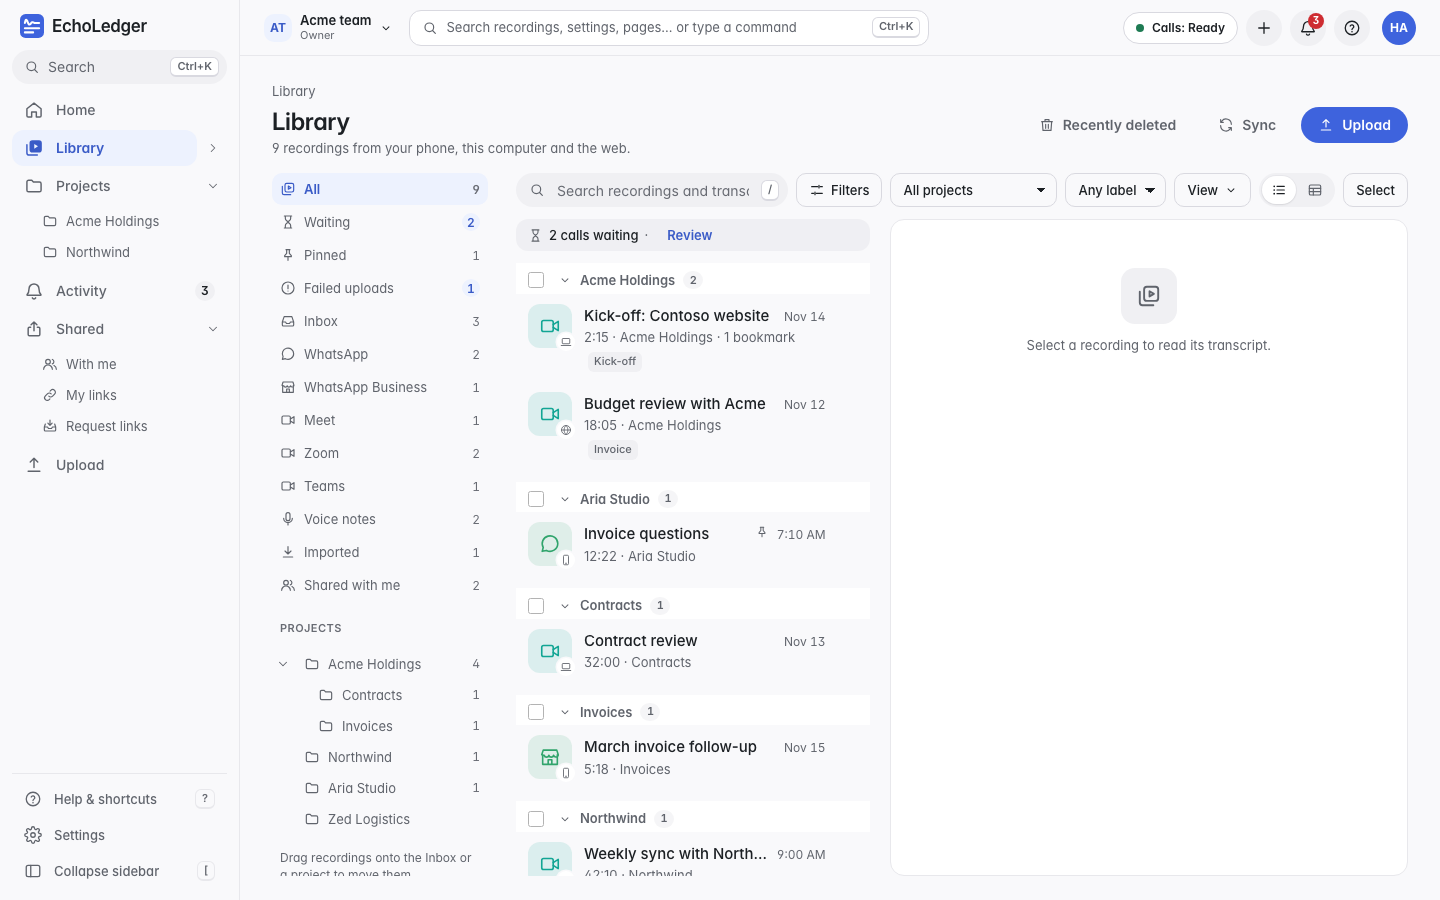 EchoLedger
Search Ctrl+K
Home
Library
Projects
Acme Holdings
Northwind
Activity 3
Shared
With me
My links
Request links
Upload
Help & shortcuts ?
Settings
Collapse sidebar [
AT Acme team
Owner
Search recordings, settings, pages... or type a command Ctrl+K
Calls: Ready
3
HA
Library
Library
9 recordings from your phone, this computer and the web.
Recently deleted
Sync
Upload
All 9
Waiting 2
Pinned 1
Failed uploads 1
Inbox 3
WhatsApp 2
WhatsApp Business 1
Meet 1
Zoom 1
Teams 1
Voice notes 2
Imported 1
Shared with me 2
PROJECTS
Acme Holdings 4
Contracts 1
Invoices 1
Northwind 1
Aria Studio 1
Zed Logistics
Drag recordings onto the Inbox or
a project to move them
Search recordings and transc /
Filters
All projects
Any label
View
Select
2 calls waiting · Review
Acme Holdings 2
Kick-off: Contoso website Nov 14
2:15 · Acme Holdings · 1 bookmark
Kick-off
Budget review with Acme Nov 12
18:05 · Acme Holdings
Invoice
Aria Studio 1
Invoice questions 7:10 AM
12:22 · Aria Studio
Contracts 1
Contract review Nov 13
32:00 · Contracts
Invoices 1
March invoice follow-up Nov 15
5:18 · Invoices
Northwind 1
Weekly sync with North... 9:00 AM
42:10 · Northwind
Select a recording to read its transcript.